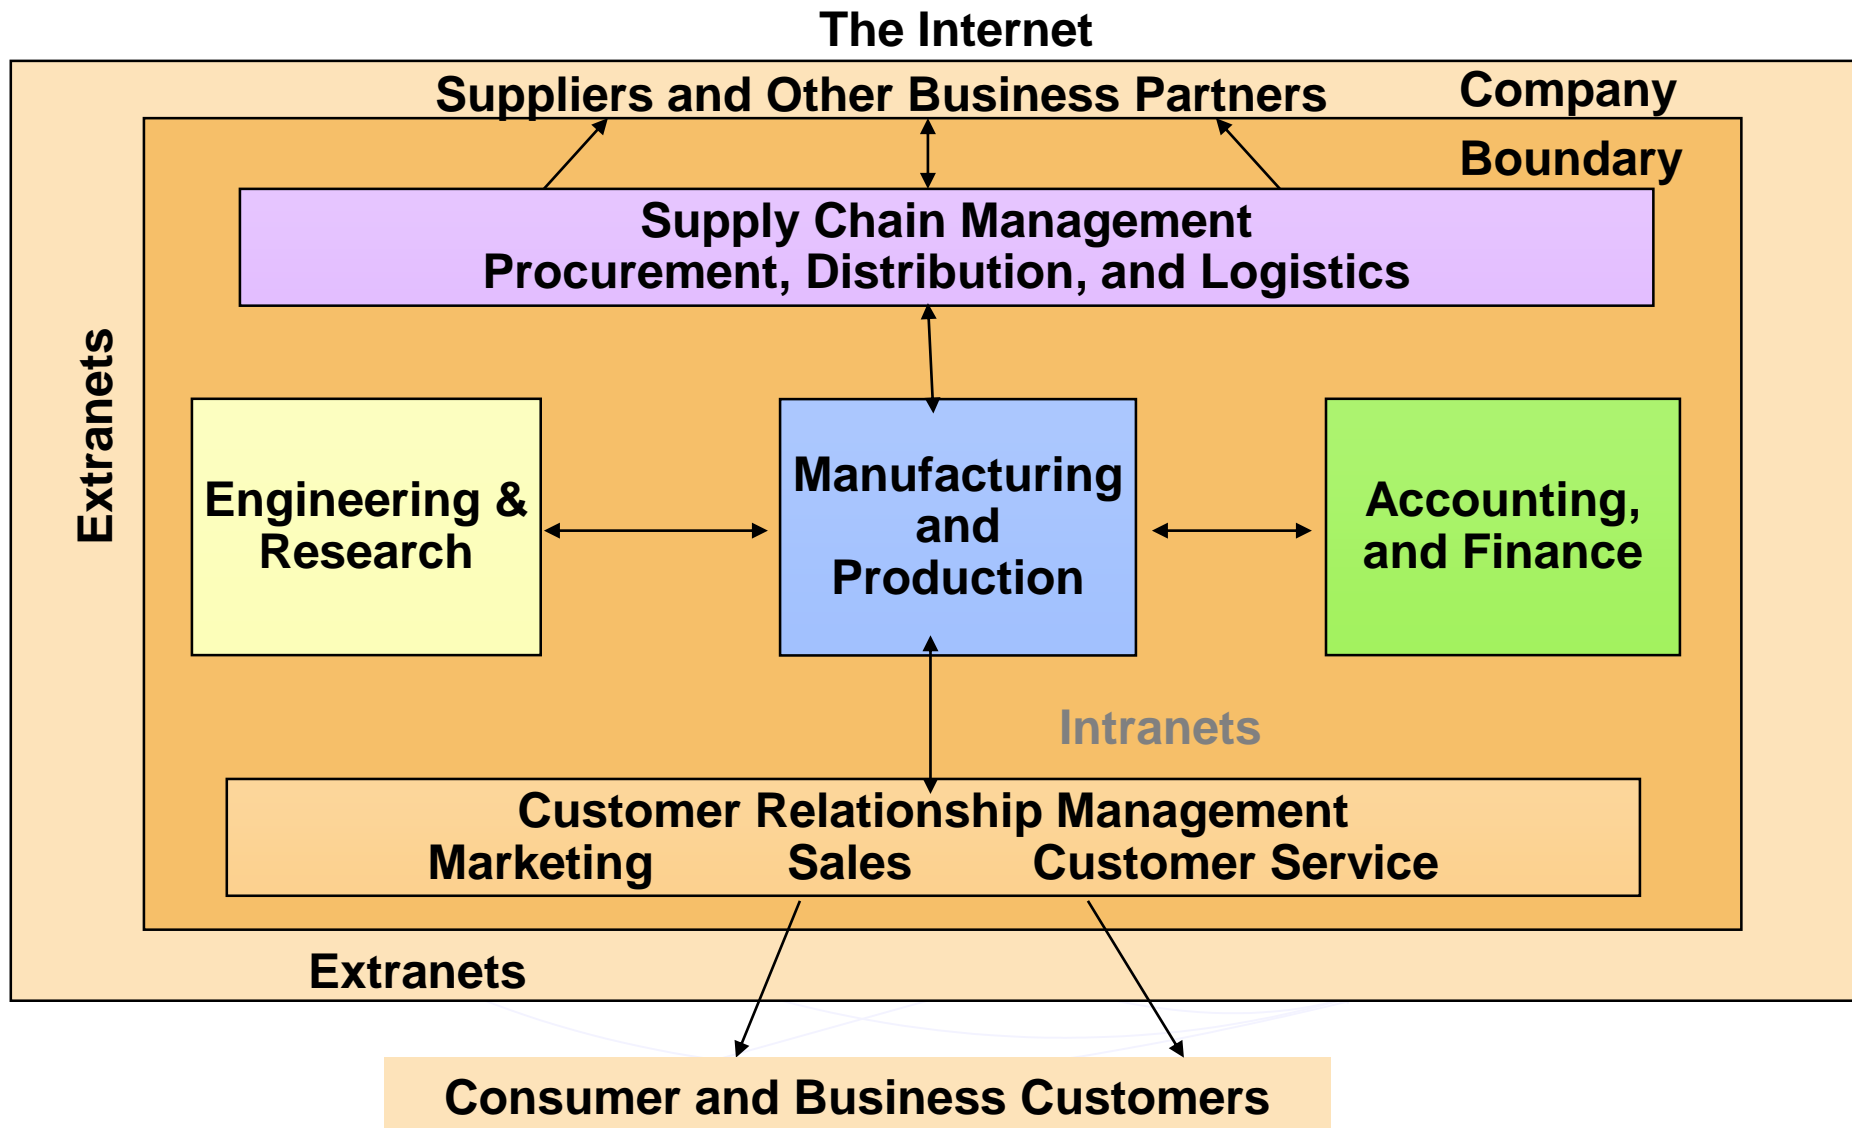 The Internet
Suppliers and Other Business Partners
Company
Boundary
Supply Chain Management
Procurement, Distribution, and Logistics
Extranets
Engineering &
Research
Manufacturing
and
Production
Accounting,
and Finance
Intranets
Customer Relationship Management
Marketing Sales Customer Service
Extranets
Consumer and Business Customers